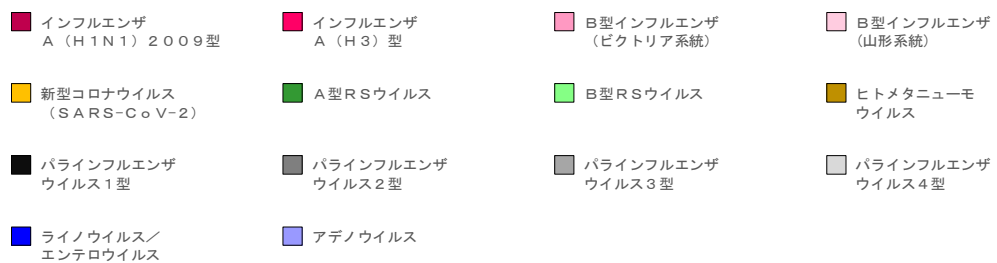 インフルエンザ
Ａ（Ｈ１Ｎ１）２００９型
インフルエンザ
Ａ（Ｈ３）型
Ｂ型インフルエンザ
（ビクトリア系統）
Ｂ型インフルエンザ
（山形系統）
新型コロナウイルス
（ＳＡＲＳ−ＣｏＶ−２）
Ａ型ＲＳウイルス
Ｂ型ＲＳウイルス
ヒトメタニューモ
ウイルス
パラインフルエンザ
ウイルス１型
パラインフルエンザ
ウイルス２型
パラインフルエンザ
ウイルス３型
パラインフルエンザ
ウイルス４型
ライノウイルス／
エンテロウイルス
アデノウイルス